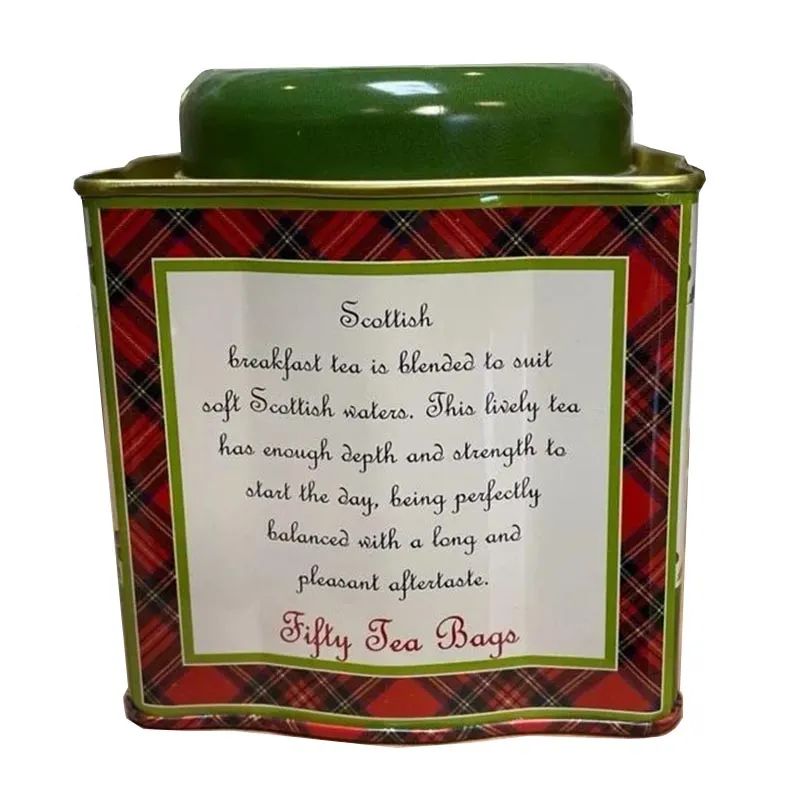 Scottish
breakfast tea is blended to suit
soft Scottish waters. This lively tea
has enough depth and strength to
start the day, being perfectly
balanced with a long and
pleasant aftertaste.
Fifty Tea Bags